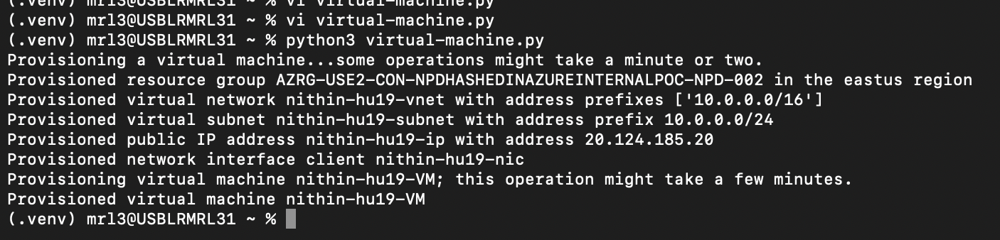 (.venv) mrl3@USBLRMRL31 ~ % vi virtual-machine.py
(.venv) mrl3@USBLRMRL31 ~ % vi virtual-machine.py
(.venv) mrl3@USBLRMRL31 ~ % python3 virtual-machine.py
Provisioning a virtual machine...some operations might take a minute or two.
Provisioned resource group AZRG-USE2-CON-NPDHASHEDINAZUREINTERNALPOC-NPD-002 in the eastus region
Provisioned virtual network nithin-hu19-vnet with address prefixes ['10.0.0.0/16']
Provisioned virtual subnet nithin-hu19-subnet with address prefix 10.0.0.0/24
Provisioned public IP address nithin-hu19-ip with address 20.124.185.20
Provisioned network interface client nithin-hu19-nic
Provisioning virtual machine nithin-hu19-VM; this operation might take a few minutes.
Provisioned virtual machine nithin-hu19-VM
(.venv) mrl3@USBLRMRL31 ~ %